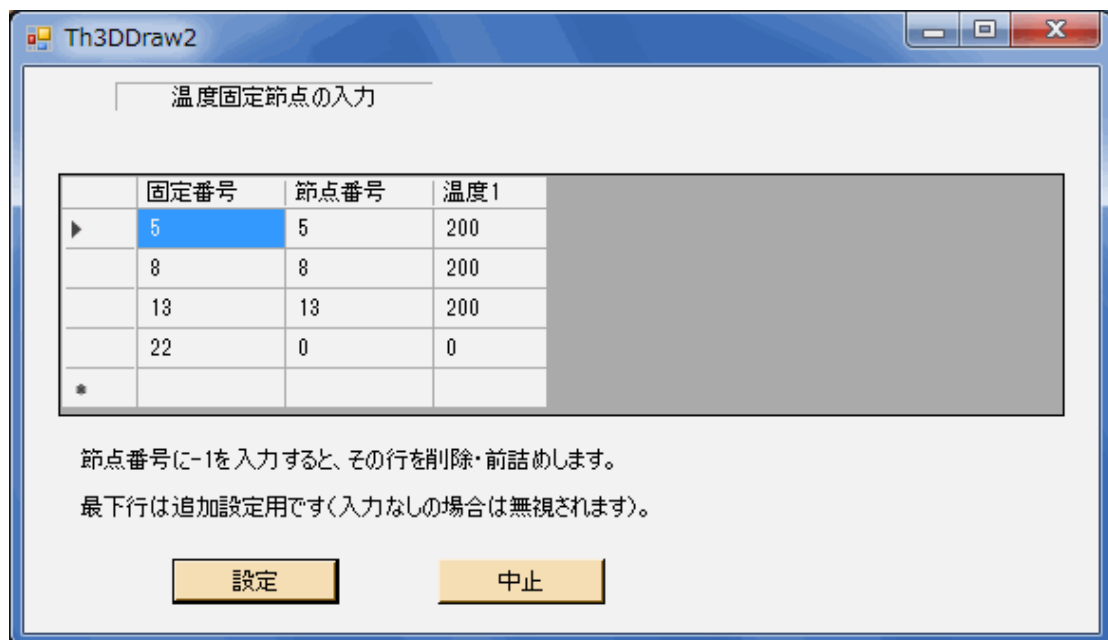 Th3DDraw2
温度固定節点の入力
固定番号 節点番号 温度1
5 5 200
8 8 200
13 13 200
22 0 0
節点番号に-1を入力すると、その行を削除・前詰めします。
最下行は追加設定用です(入力なしの場合は無視されます)。
設定 中止